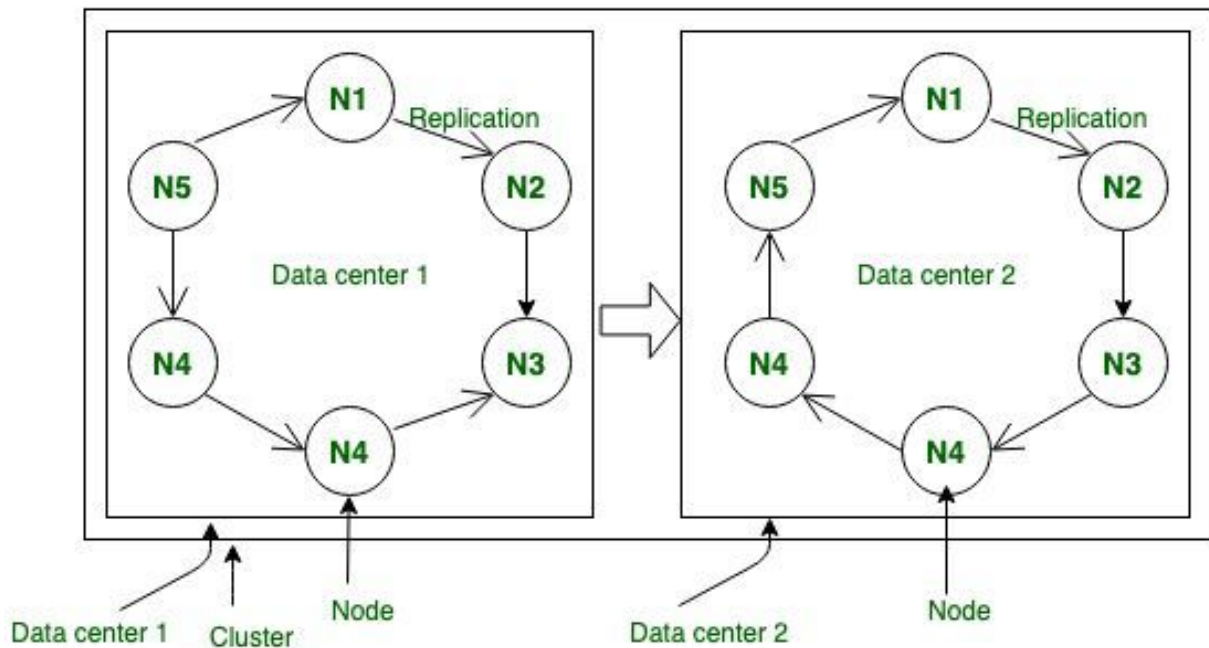 N1
Replication
N5
N2
Data center 1
N4
N3
N4
N1
Replication
N5
N2
Data center 2
N4
N3
N4
Data center 1
Cluster
Node
Data center 2
Node